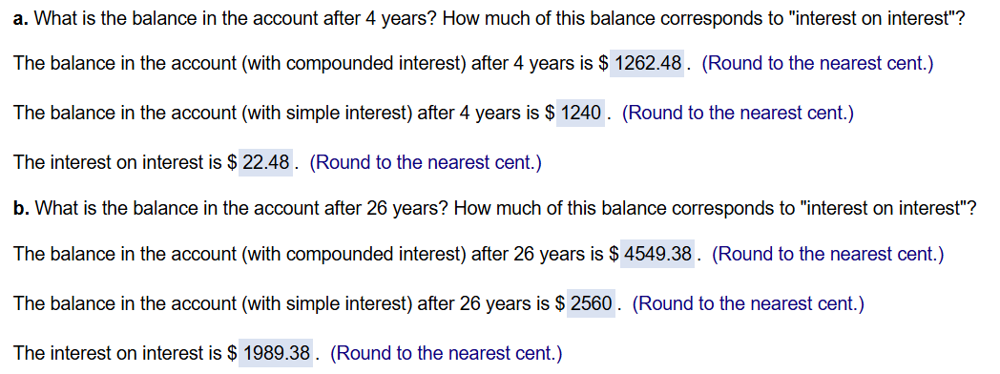 a. What is the balance in the account after 4 years? How much of this balance corresponds to "interest on interest"?
The balance in the account (with compounded interest) after 4 years is $ 1262.48 . (Round to the nearest cent.)
The balance in the account (with simple interest) after 4 years is $ 1240 . (Round to the nearest cent.)
The interest on interest is $ 22.48 . (Round to the nearest cent.)
b. What is the balance in the account after 26 years? How much of this balance corresponds to "interest on interest"?
The balance in the account (with compounded interest) after 26 years is $ 4549.38 . (Round to the nearest cent.)
The balance in the account (with simple interest) after 26 years is $ 2560 . (Round to the nearest cent.)
The interest on interest is $ 1989.38 . (Round to the nearest cent.)